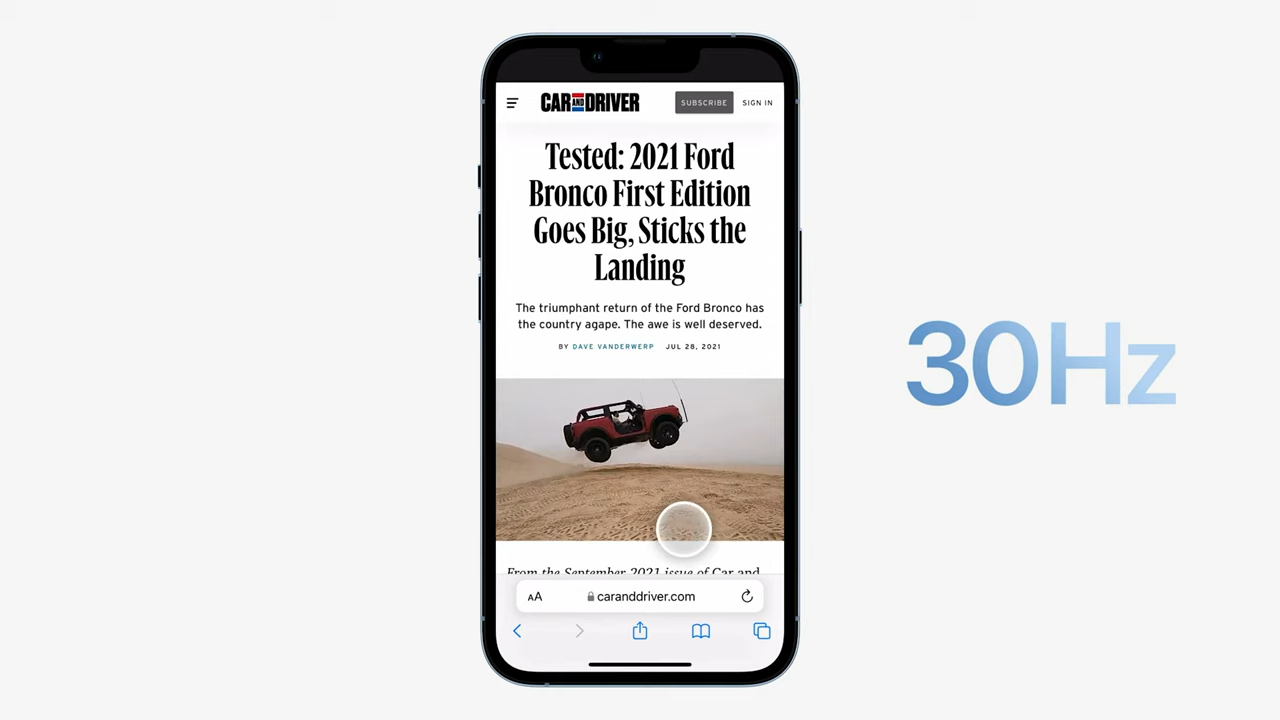 CAR AND DRIVER
SUBSCRIBE
SIGN IN
Tested: 2021 Ford
Bronco First Edition
Goes Big, Sticks the
Landing
The triumphant return of the Ford Bronco has
the country agape. The awe is well deserved.
BY DAVE VANDERWERP JUL 28, 2021
30Hz
From the September 2021 issue of Car and
AA
caranddriver.com